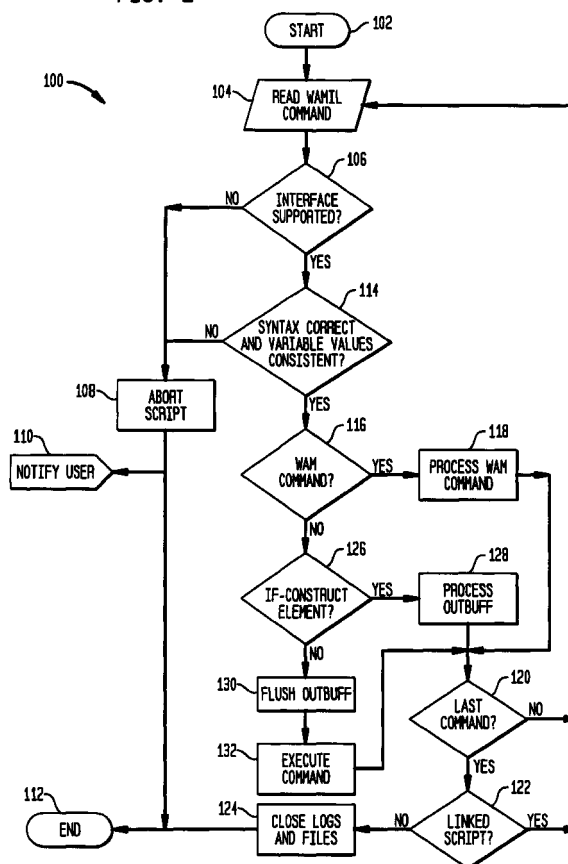 102
START
100
104
READ WAMIL
COMMAND
106
NO
INTERFACE
SUPPORTED?
YES
114
NO
SYNTAX CORRECT
AND VARIABLE VALUES
CONSISTENT?
108
ABORT
SCRIPT
YES
110
NOTIFY USER
116
118
WAM
COMMAND?
YES
PROCESS WAM
COMMAND
NO
126
128
IF-CONSTRUCT
ELEMENT?
YES
PROCESS
OUTBUFF
NO
130
FLUSH OUTBUFF
120
LAST
COMMAND?
NO
132
EXECUTE
COMMAND
YES
112
END
124
CLOSE LOGS
AND FILES
NO
122
LINKED
SCRIPT?
YES